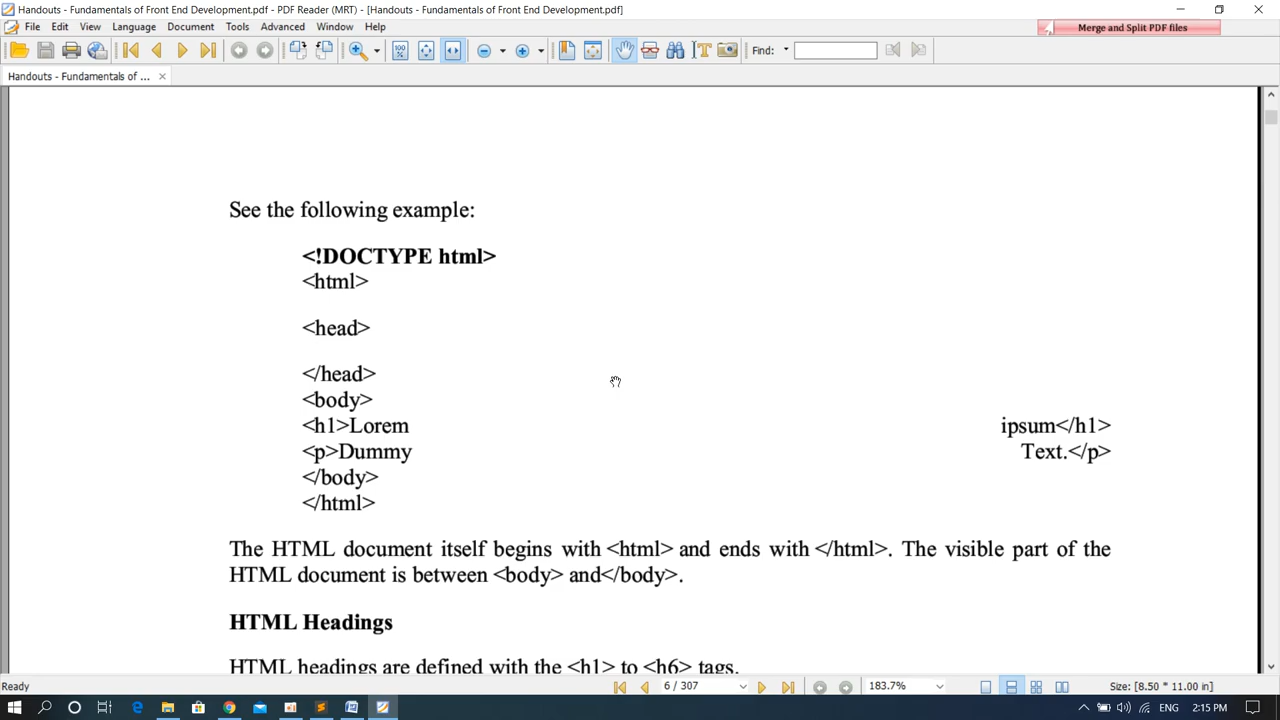 Handouts - Fundamentals of Front End Development.pdf - PDF Reader (MRT) - [Handouts - Fundamentals of Front End Development.pdf]
File Edit View Language Document Tools Advanced Window Help Merge and Split PDF files
Find:
Handouts - Fundamentals of ...
See the following example:
<!DOCTYPE html>
<html>
<head>
</head>
<body>
<h1>Lorem ipsum</h1>
<p>Dummy Text.</p>
</body>
</html>
The HTML document itself begins with <html> and ends with </html>. The visible part of the
HTML document is between <body> and</body>.
HTML Headings
HTML headings are defined with the <h1> to <h6> tags.
Ready 6 / 307 183.7% Size: [8.50 * 11.00 in]
ENG 2:15 PM